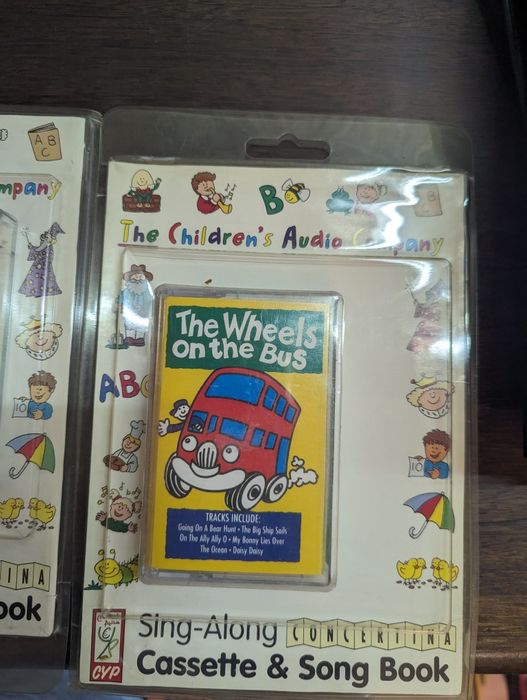 ABC
mpany
10
INA
ook
B
The Children's Audio Company
ABC
The Wheels
on the Bus
TRACKS INCLUDE:
Going On A Bear Hunt • The Big Ship Sails
On The Ally Ally O • My Bonny Lies Over
The Ocean • Daisy Daisy
10
Sing-Along CONCERTINA
Cassette & Song Book
CYP